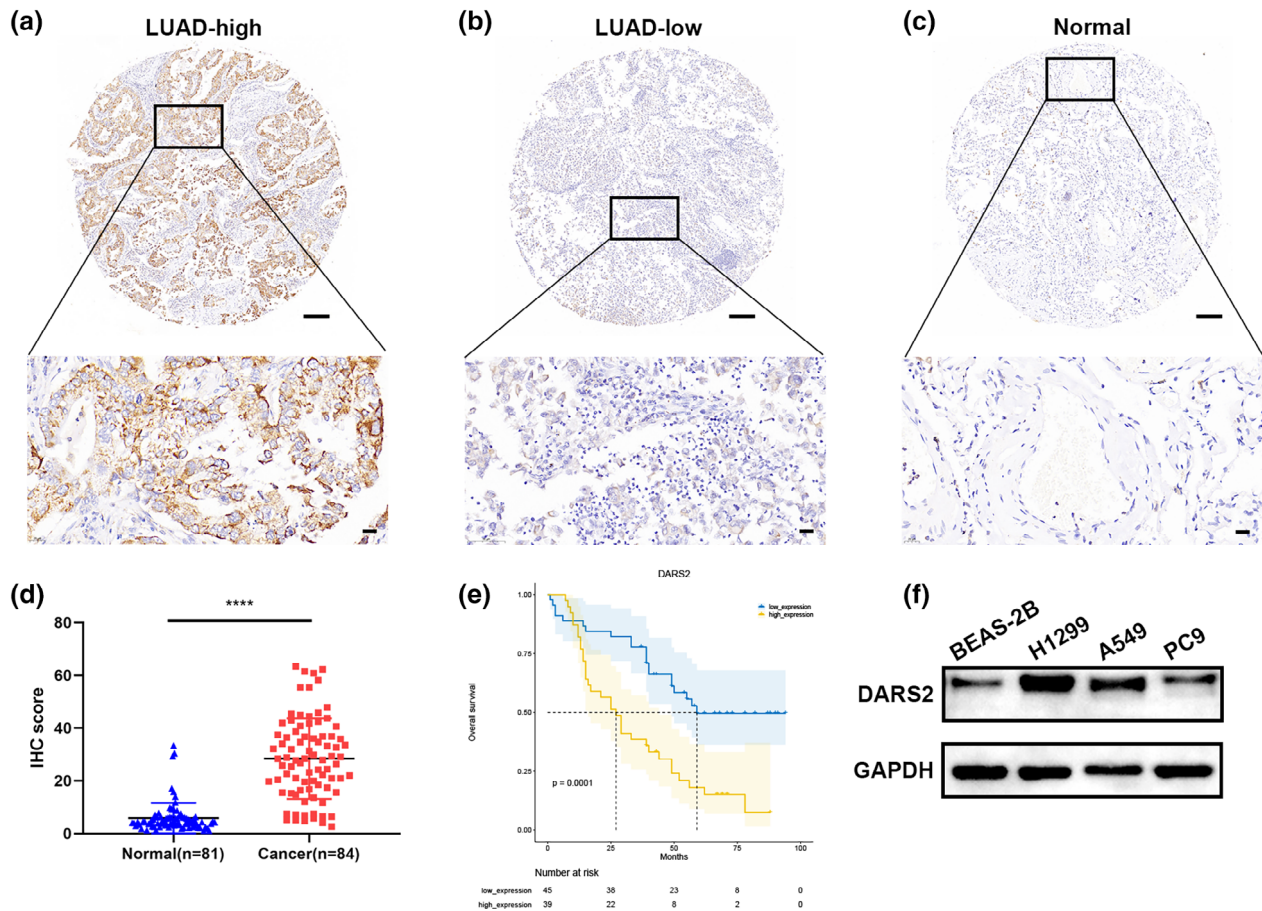 (a) LUAD-high
(b) LUAD-low
(c) Normal
(d)
****
IHC score
80
60
40
20
0
Normal(n=81) Cancer(n=84)
(e)
DARS2
low_expression
high_expression
Overall survival
1.00
0.75
0.50
0.25
0.00
p = 0.0001
0 25 50 75 100
Months
Number at risk
low_expression 45 38 23 8 0
high_expression 39 22 8 2 0
(f)
BEAS-2B H1299 A549 PC9
DARS2
GAPDH